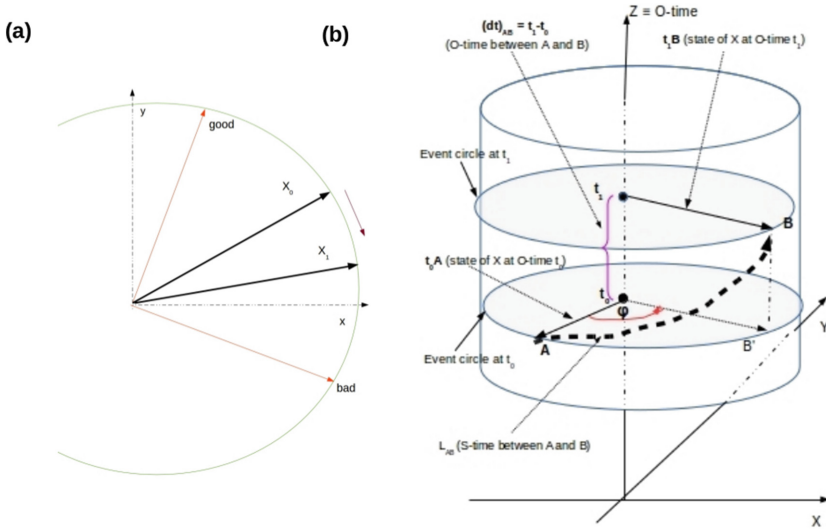 (a)
(b)
y
good
X₀
X₁
x
bad
Z ≡ O-time
(dt)AB = t₁-t₀
(O-time between A and B)
t₁B (state of X at O-time t₁)
Event circle at t₁
t₁
B
t₀A (state of X at O-time t₀)
t₀
φ
Y
A
B'
Event circle at t₀
LAB (S-time between A and B)
X